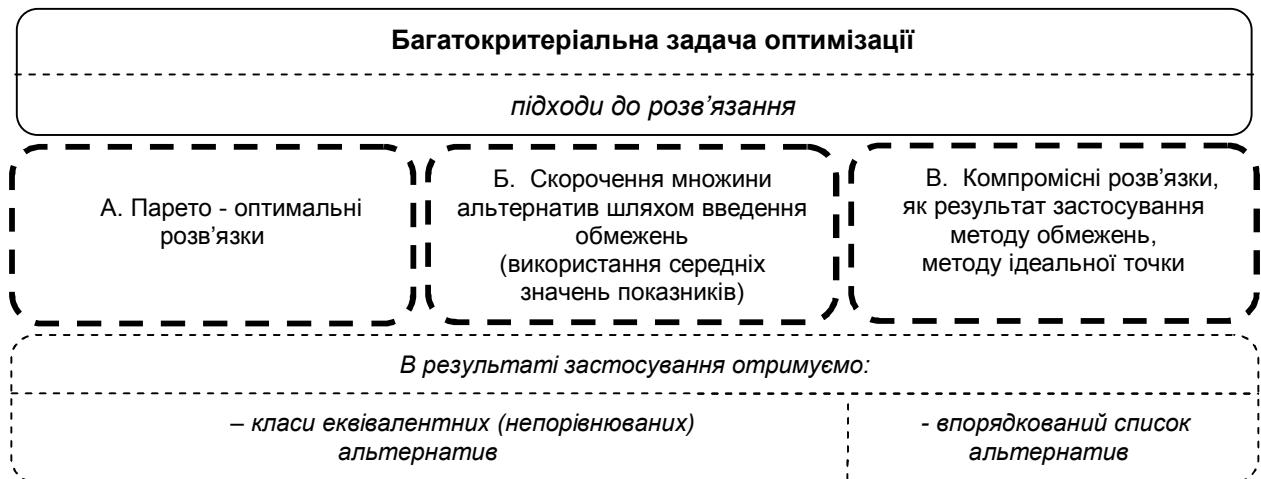 Багатокритеріальна задача оптимізації
підходи до розв’язання
А. Парето - оптимальні
розв’язки
Б. Скорочення множини
альтернатив шляхом введення
обмежень
(використання середніх
значень показників)
В. Компромісні розв’язки,
як результат застосування
методу обмежень,
методу ідеальної точки
В результаті застосування отримуємо:
– класи еквівалентних (непорівнюваних)
альтернатив
- впорядкований список
альтернатив